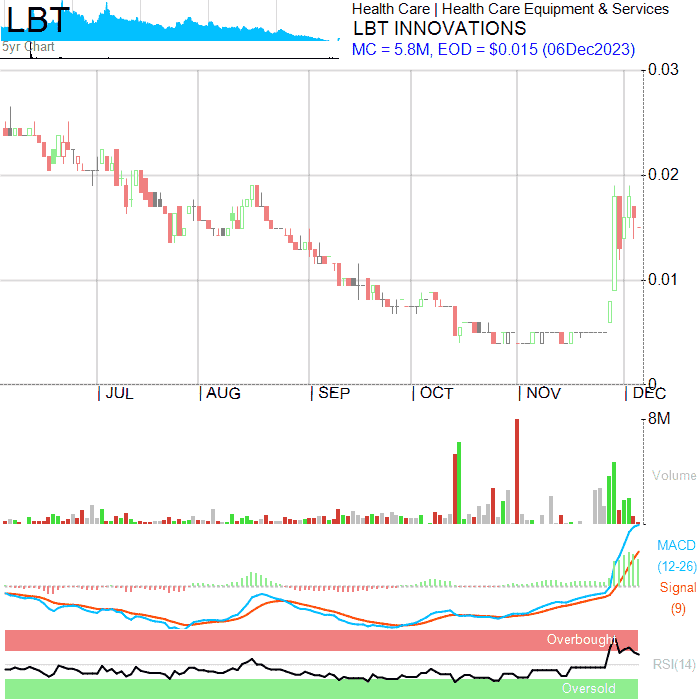 LBT
5yr Chart
Health Care | Health Care Equipment & Services
LBT INNOVATIONS
MC = 5.8M, EOD = $0.015 (06Dec2023)
0.03
0.02
0.01
0
JUL
AUG
SEP
OCT
NOV
DEC
8M
Volume
MACD
(12-26)
Signal
(9)
Overbought
RSI(14)
Oversold